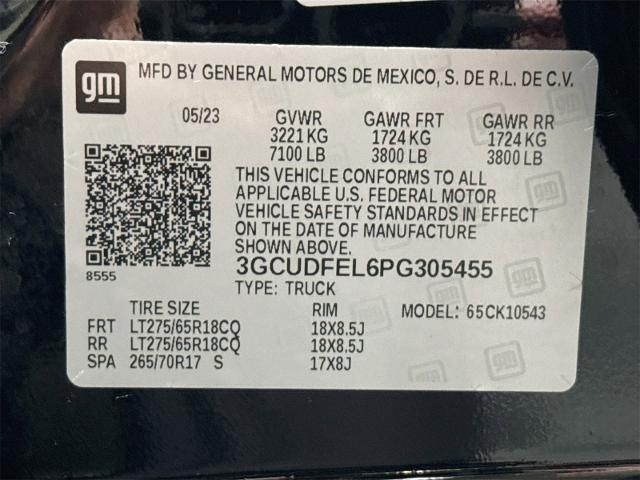 gm MFD BY GENERAL MOTORS DE MEXICO, S. DE R.L. DE C.V.
05/23 GVWR GAWR FRT GAWR RR
3221 KG 1724 KG 1724 KG
7100 LB 3800 LB 3800 LB
THIS VEHICLE CONFORMS TO ALL
APPLICABLE U.S. FEDERAL MOTOR
VEHICLE SAFETY STANDARDS IN EFFECT
ON THE DATE OF MANUFACTURE
SHOWN ABOVE.
8555 3GCUDFEL6PG305455
TYPE: TRUCK
TIRE SIZE RIM MODEL: 65CK10543
FRT LT275/65R18CQ 18X8.5J
RR LT275/65R18CQ 18X8.5J
SPA 265/70R17 S 17X8J